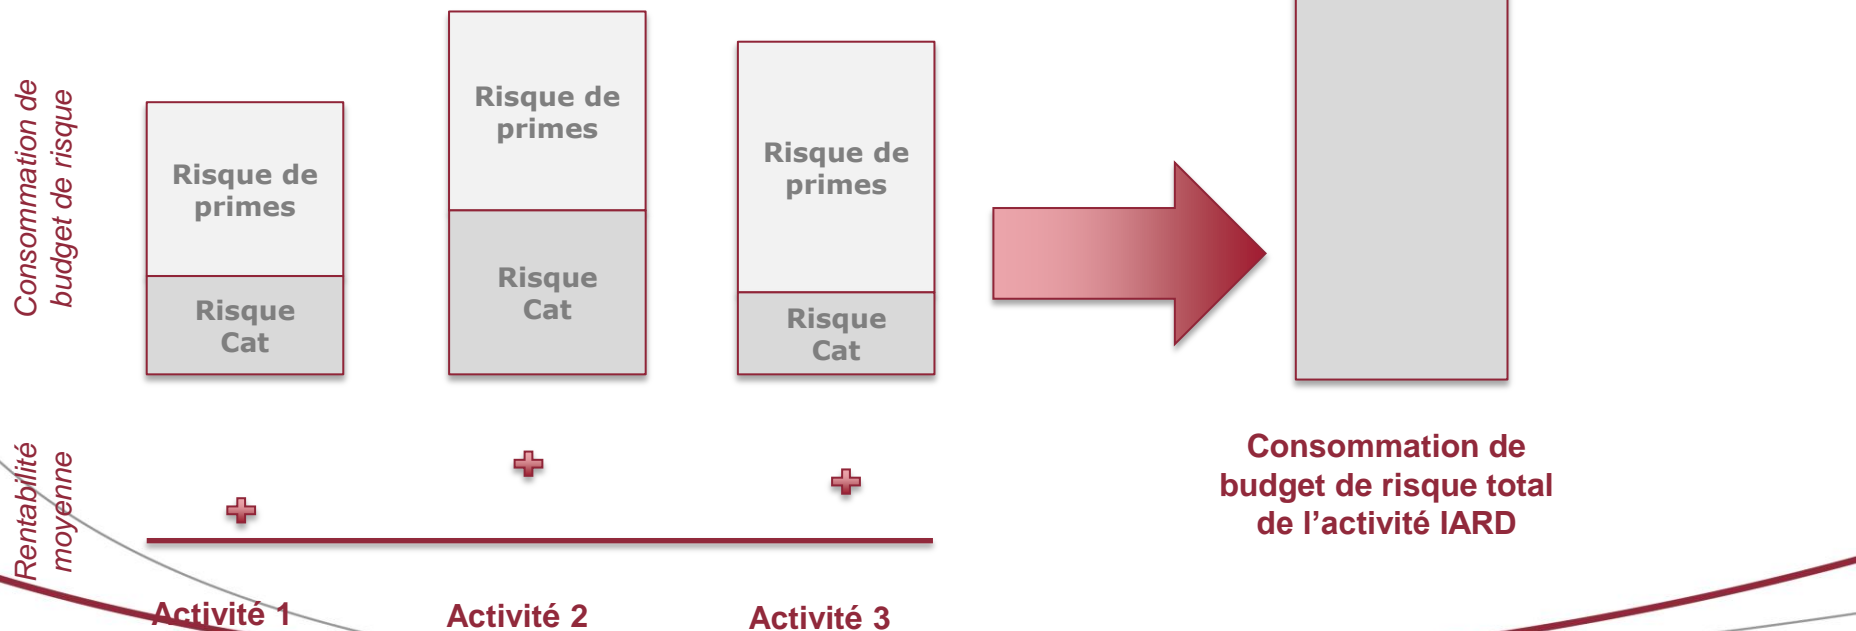 Consommation de
budget de risque
Risque de
primes
Risque
Cat
Risque de
primes
Risque
Cat
Risque de
primes
Risque
Cat
Rentabilité
moyenne
Activité 1
Activité 2
Activité 3
Consommation de
budget de risque total
de l’activité IARD